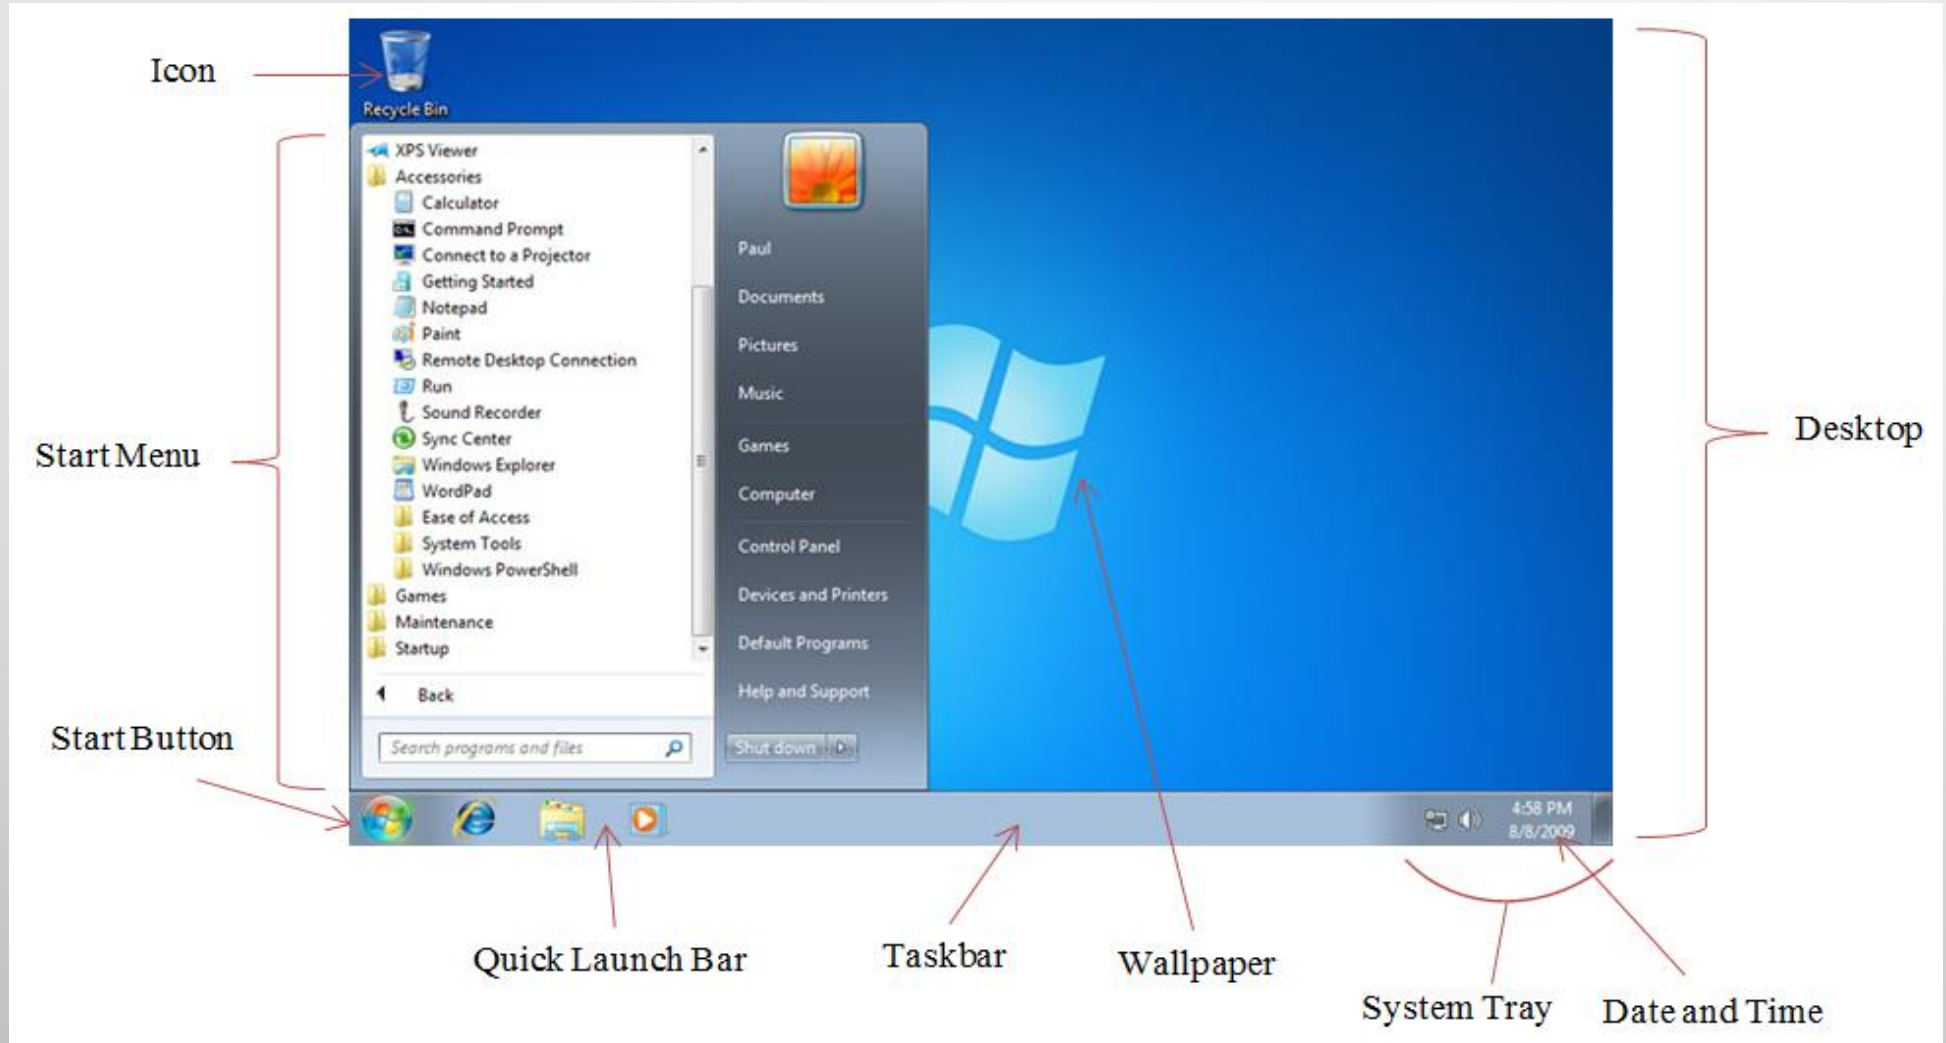 Icon
Recycle Bin
XPS Viewer
Accessories
Calculator
Command Prompt
Connect to a Projector
Getting Started
Notepad
Paint
Remote Desktop Connection
Run
Sound Recorder
Sync Center
Windows Explorer
WordPad
Ease of Access
System Tools
Windows PowerShell
Games
Maintenance
Startup
Back
Search programs and files
Paul
Documents
Pictures
Music
Games
Computer
Control Panel
Devices and Printers
Default Programs
Help and Support
Shut down
Start Menu
Desktop
Start Button
4:58 PM
8/8/2009
Quick Launch Bar
Taskbar
Wallpaper
System Tray
Date and Time